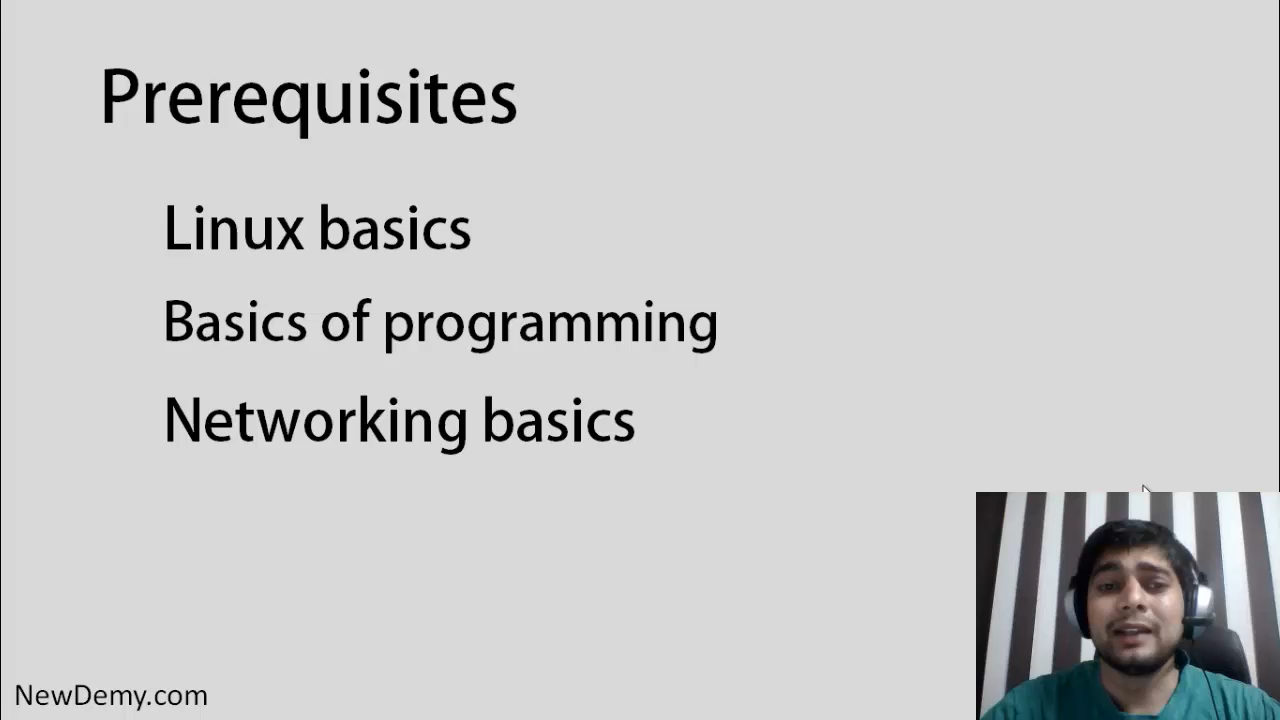 Prerequisites
Linux basics
Basics of programming
Networking basics
NewDemy.com